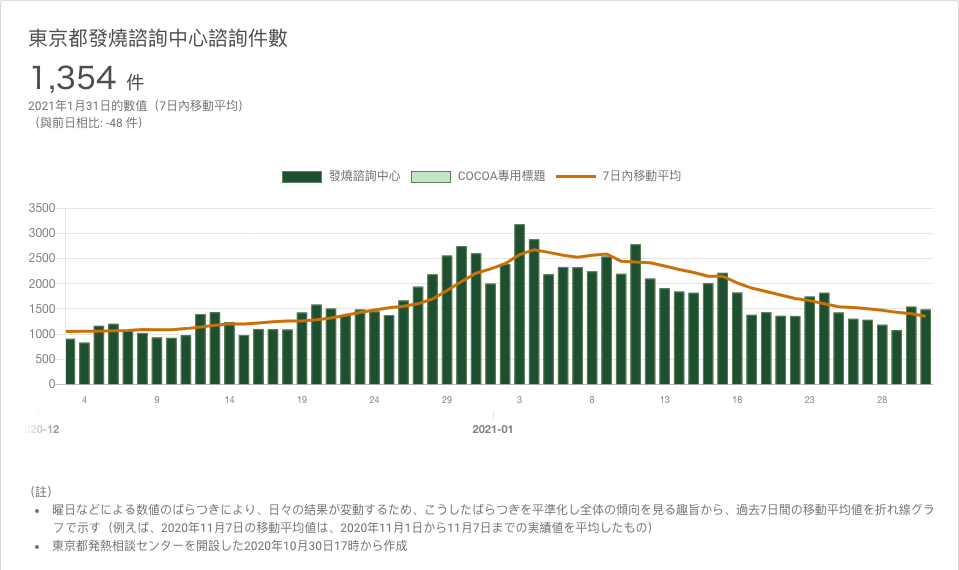 東京都發燒諮詢中心諮詢件數
1,354 件
2021年1月31日的數值（7日內移動平均）
（與前日相比: -48 件）
發燒諮詢中心 COCOA專用標題 7日內移動平均
3500
3000
2500
2000
1500
1000
500
0
4 9 14 19 24 29 3 8 13 18 23 28
20-12 2021-01
（註）
曜日などによる数値のばらつきにより、日々の結果が変動するため、こうしたばらつきを平準化し全体の傾向を見る趣旨から、過去7日間の移動平均値を折れ線グラ
フで示す（例えば、2020年11月7日の移動平均値は、2020年11月1日から11月7日までの実績値を平均したもの）
東京都発熱相談センターを開設した2020年10月30日17時から作成